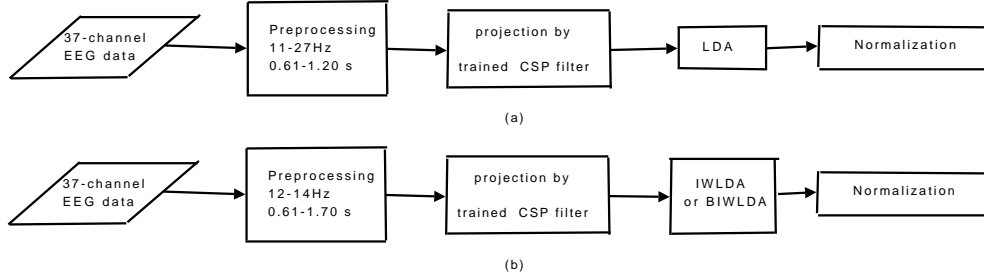 37-channel
EEG data
Preprocessing
11-27Hz
0.61-1.20 s
projection by
trained CSP filter
LDA
Normalization
(a)
37-channel
EEG data
Preprocessing
12-14Hz
0.61-1.70 s
projection by
trained CSP filter
IWLDA
or BIWLDA
Normalization
(b)